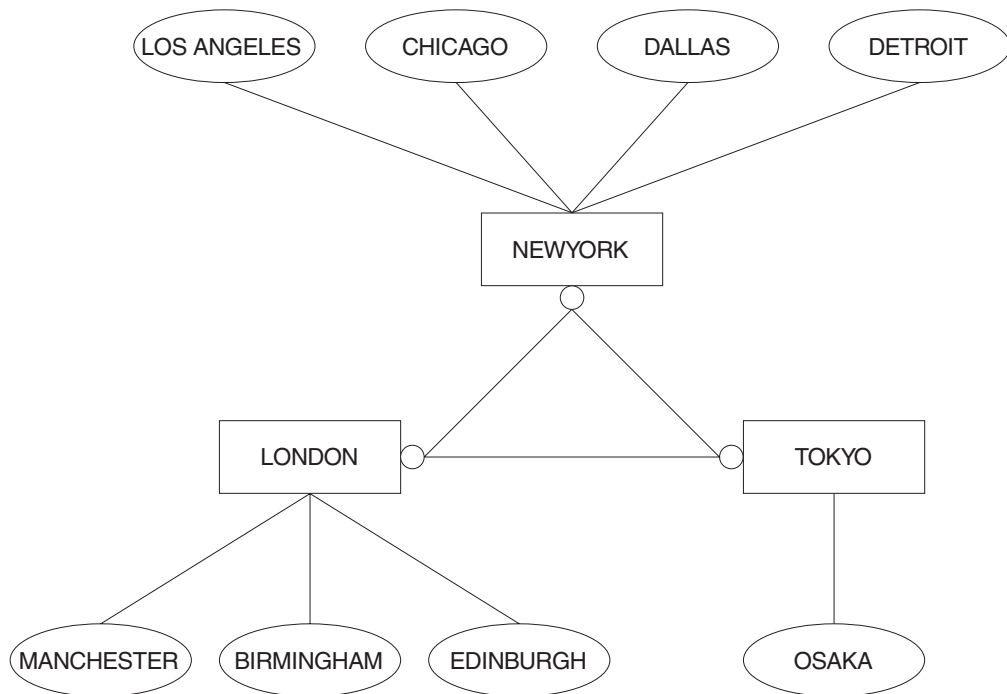 LOS ANGELES
CHICAGO
DALLAS
DETROIT
NEWYORK
LONDON
TOKYO
MANCHESTER
BIRMINGHAM
EDINBURGH
OSAKA